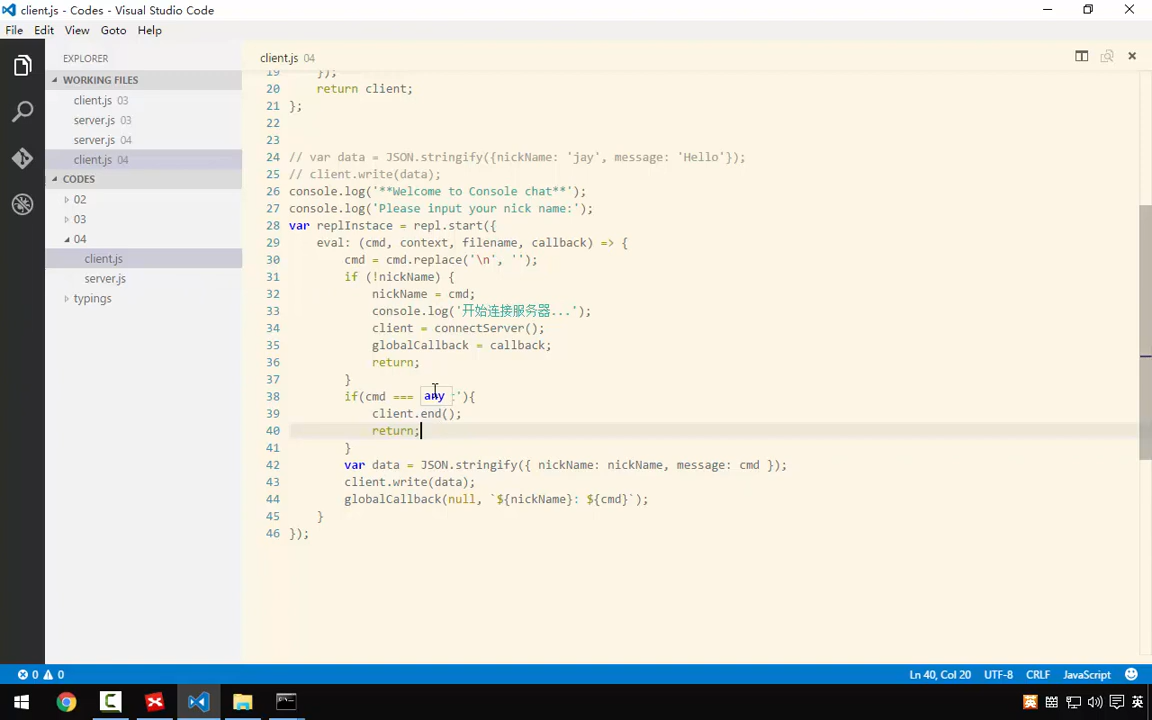 client.js - Codes - Visual Studio Code
File Edit View Goto Help
EXPLORER
WORKING FILES
client.js 03
server.js 03
server.js 04
client.js 04
CODES
02
03
04
client.js
server.js
typings
client.js 04
19 });
20 return client;
21 };
22
23
24 // var data = JSON.stringify({nickName: 'jay', message: 'Hello'});
25 // client.write(data);
26 console.log('**Welcome to Console chat**');
27 console.log('Please input your nick name:');
28 var replInstace = repl.start({
29 eval: (cmd, context, filename, callback) => {
30 cmd = cmd.replace('\n', '');
31 if (!nickName) {
32 nickName = cmd;
33 console.log('开始连接服务器...');
34 client = connectServer();
35 globalCallback = callback;
36 return;
37 }
38 if(cmd === any '){
39 client.end();
40 return;
41 }
42 var data = JSON.stringify({ nickName: nickName, message: cmd });
43 client.write(data);
44 globalCallback(null, `${nickName}: ${cmd}`);
45 }
46 });
0 0
Ln 40, Col 20 UTF-8 CRLF JavaScript
英 英